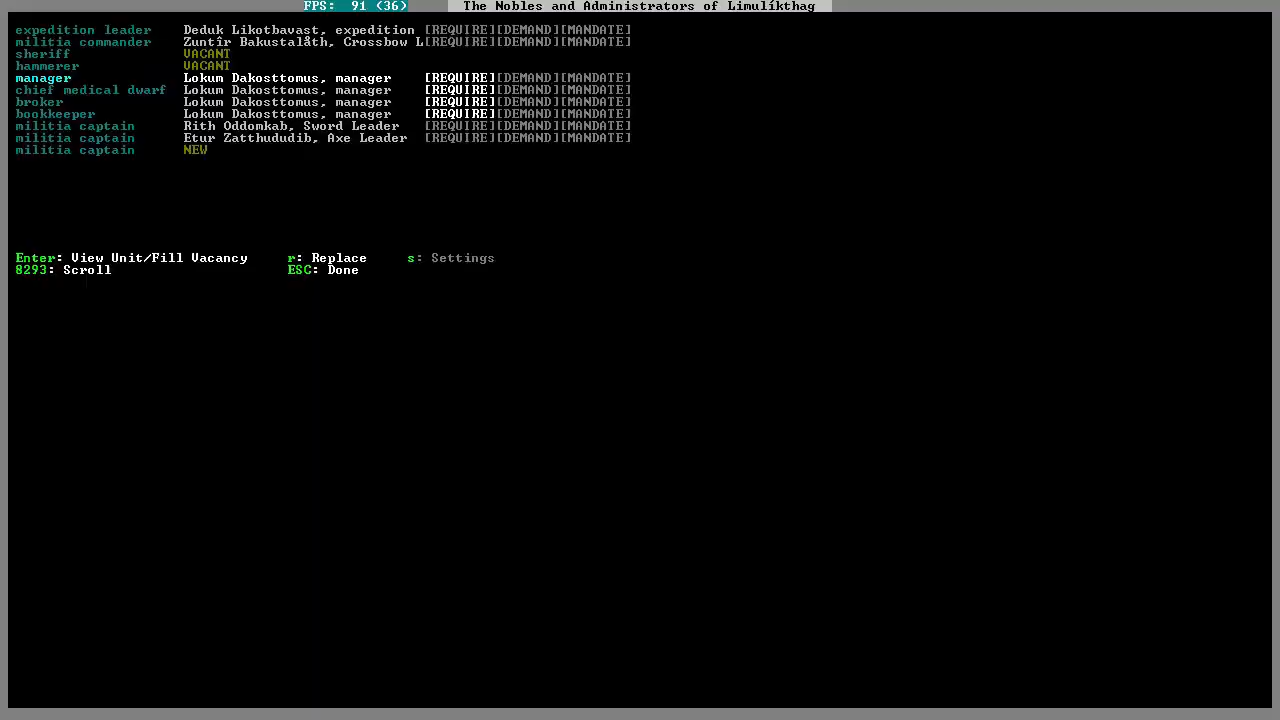 FPS: 91 (36) The Nobles and Administrators of Limulíkthag
expedition leader Deduk Likotbavast, expedition [REQUIRE][DEMAND][MANDATE]
militia commander Zuntîr Bakustalâth, Crossbow L[REQUIRE][DEMAND][MANDATE]
sheriff VACANT
hammerer VACANT
manager Lokum Dakosttomus, manager [REQUIRE][DEMAND][MANDATE]
chief medical dwarf Lokum Dakosttomus, manager [REQUIRE][DEMAND][MANDATE]
broker Lokum Dakosttomus, manager [REQUIRE][DEMAND][MANDATE]
bookkeeper Lokum Dakosttomus, manager [REQUIRE][DEMAND][MANDATE]
militia captain Rith Oddomkab, Sword Leader [REQUIRE][DEMAND][MANDATE]
militia captain Etur Zatthududib, Axe Leader [REQUIRE][DEMAND][MANDATE]
militia captain NEW
Enter: View Unit/Fill Vacancy r: Replace s: Settings
8293: Scroll ESC: Done